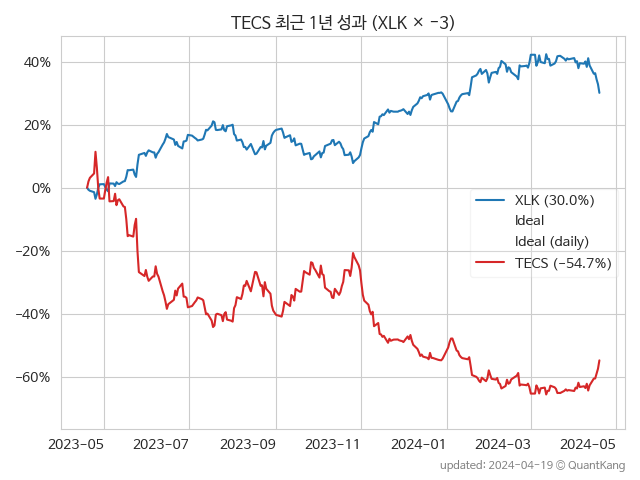 TECS 최근 1년 성과 (XLK × −3)
40%
20%
0%
−20%
−40%
−60%
XLK (30.0%)
Ideal
Ideal (daily)
TECS (−54.7%)
2023-05 2023-07 2023-09 2023-11 2024-01 2024-03 2024-05
updated: 2024-04-19 ⓒ QuantKang